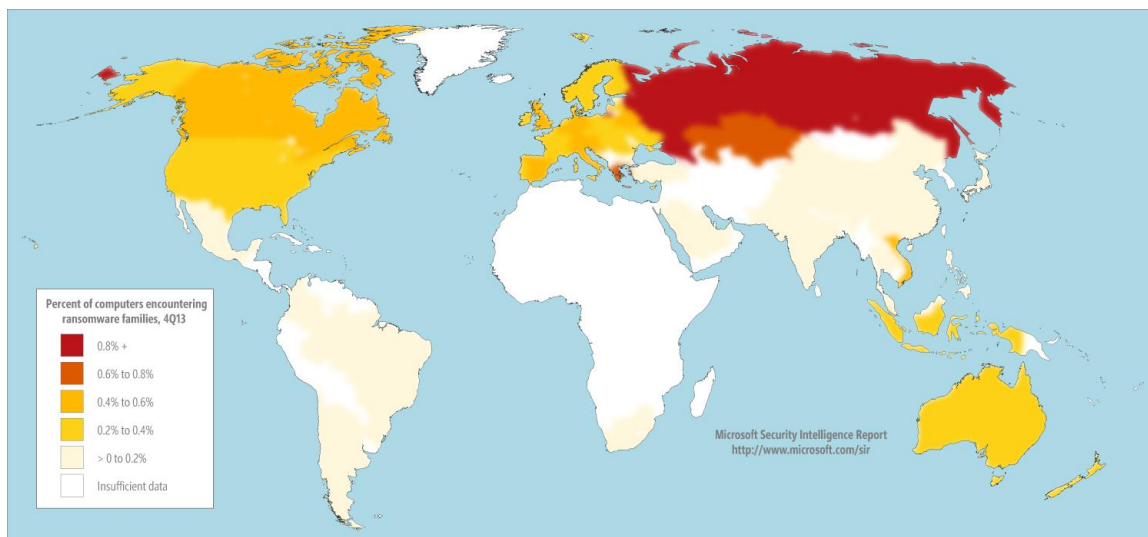 Percent of computers encountering
ransomware families, 4Q13
0.8% +
0.6% to 0.8%
0.4% to 0.6%
0.2% to 0.4%
> 0 to 0.2%
Insufficient data
Microsoft Security Intelligence Report
http://www.microsoft.com/sir